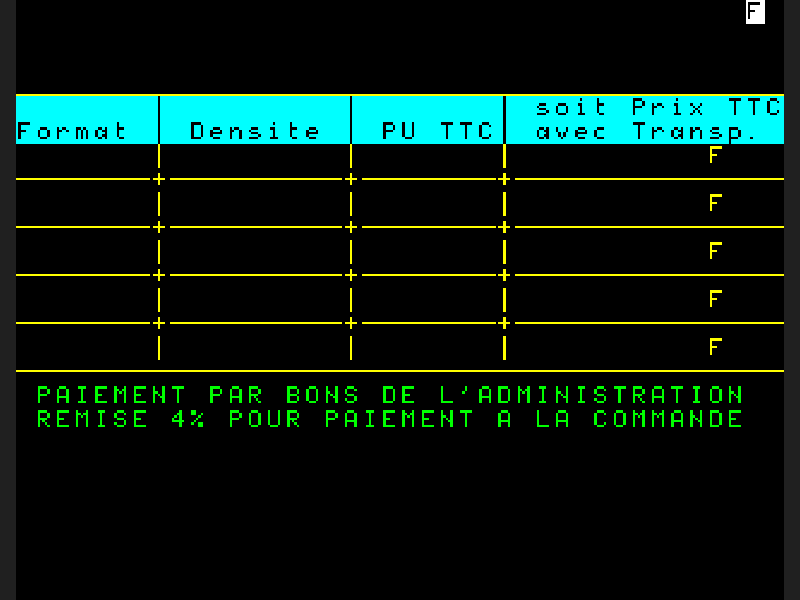 F
soit Prix TTC
Format Densite PU TTC avec Transp.
F
F
F
F
F
PAIEMENT PAR BONS DE L'ADMINISTRATION
REMISE 4% POUR PAIEMENT A LA COMMANDE